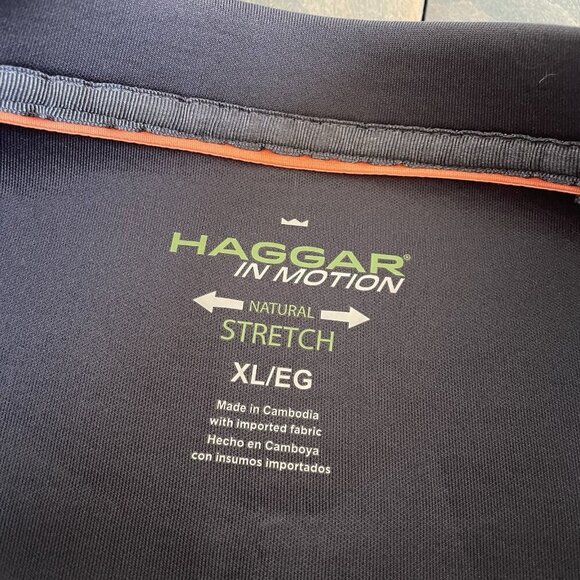 HAGGAR®
IN MOTION
NATURAL
STRETCH
XL/EG
Made in Cambodia
with imported fabric
Hecho en Camboya
con insumos importados